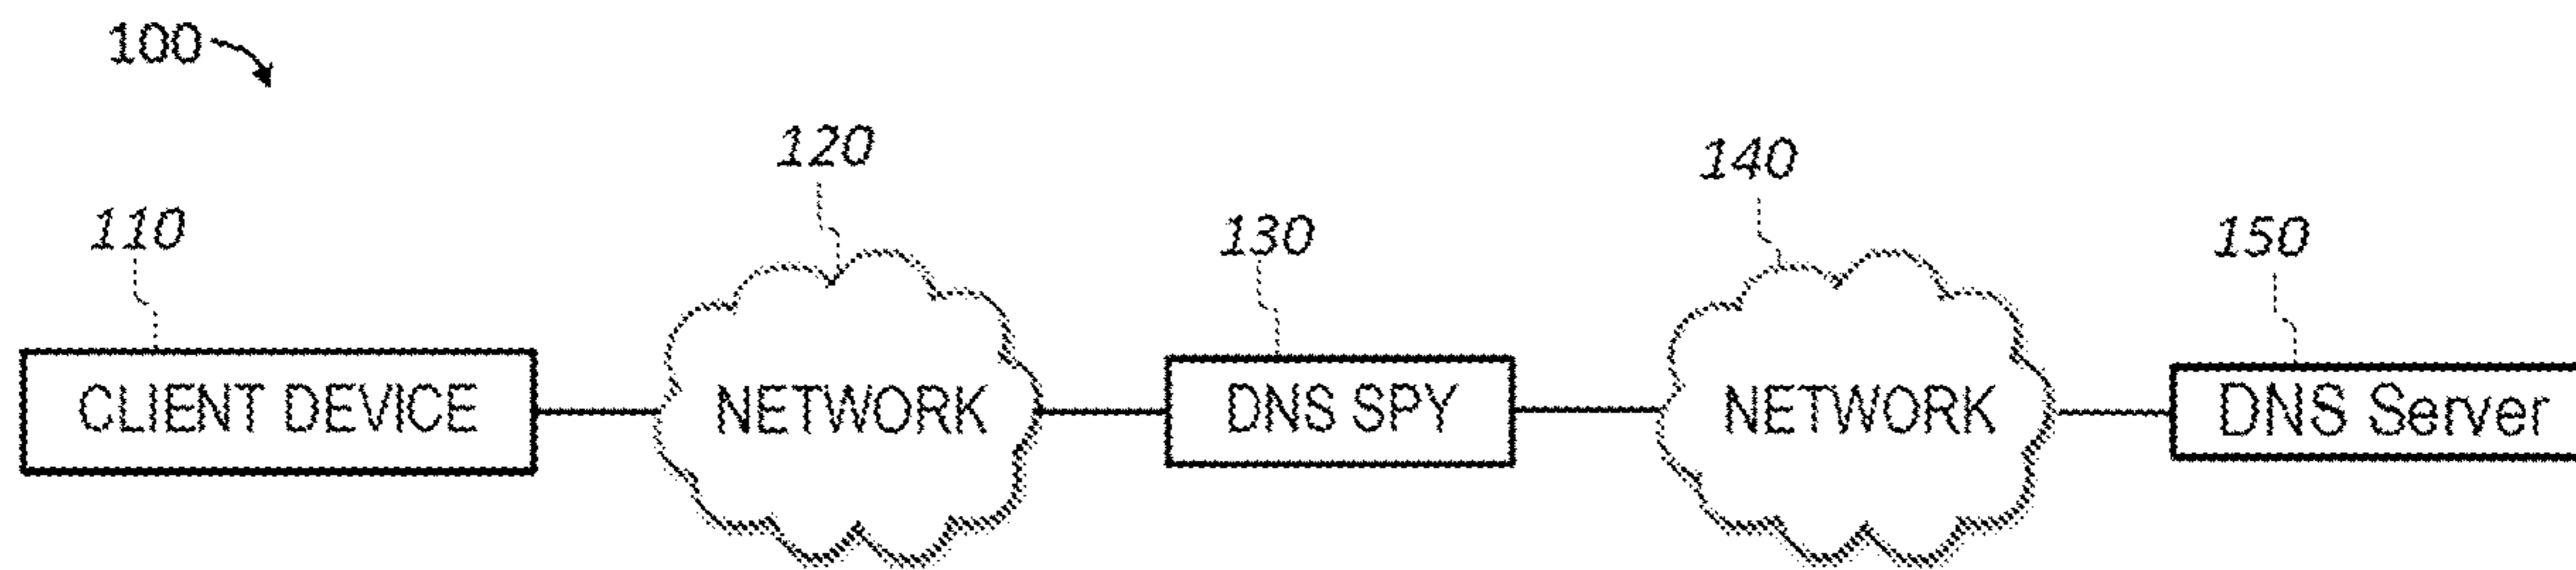 100
120
140
110
130
150
CLIENT DEVICE
NETWORK
DNS SPY
NETWORK
DNS Server